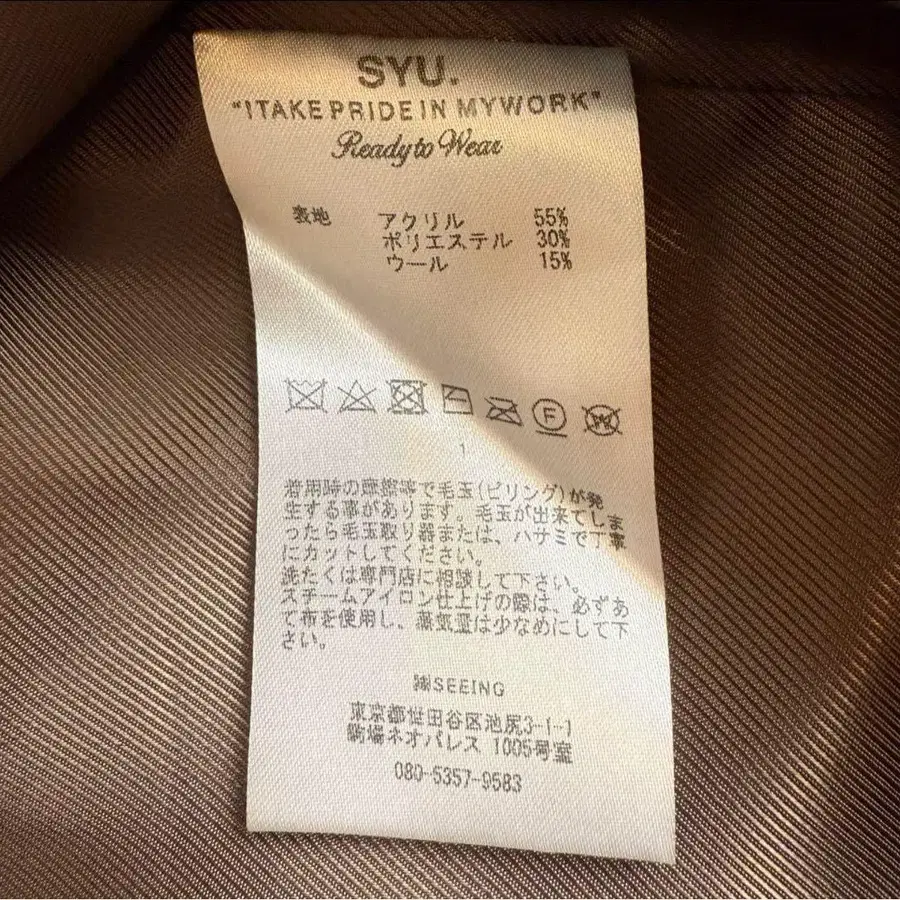 SYU.
"I TAKE PRIDE IN MY WORK"
Ready to Wear
表地 アクリル 55%
ポリエステル 30%
ウール 15%
F
W
1
着用時の摩擦等で毛玉(ピリング)が発
生する事があります。毛玉が出来てしま
ったら毛玉取り器または、ハサミで丁寧
にカットしてください。
洗たくは専門店に相談して下さい。
スチームアイロン仕上げの際は、必ずあ
て布を使用し、蒸気量は少なめにして下
さい。
㈱SEEING
東京都世田谷区池尻3-1-1
駒場ネオパレス 1005号室
080-5357-9583